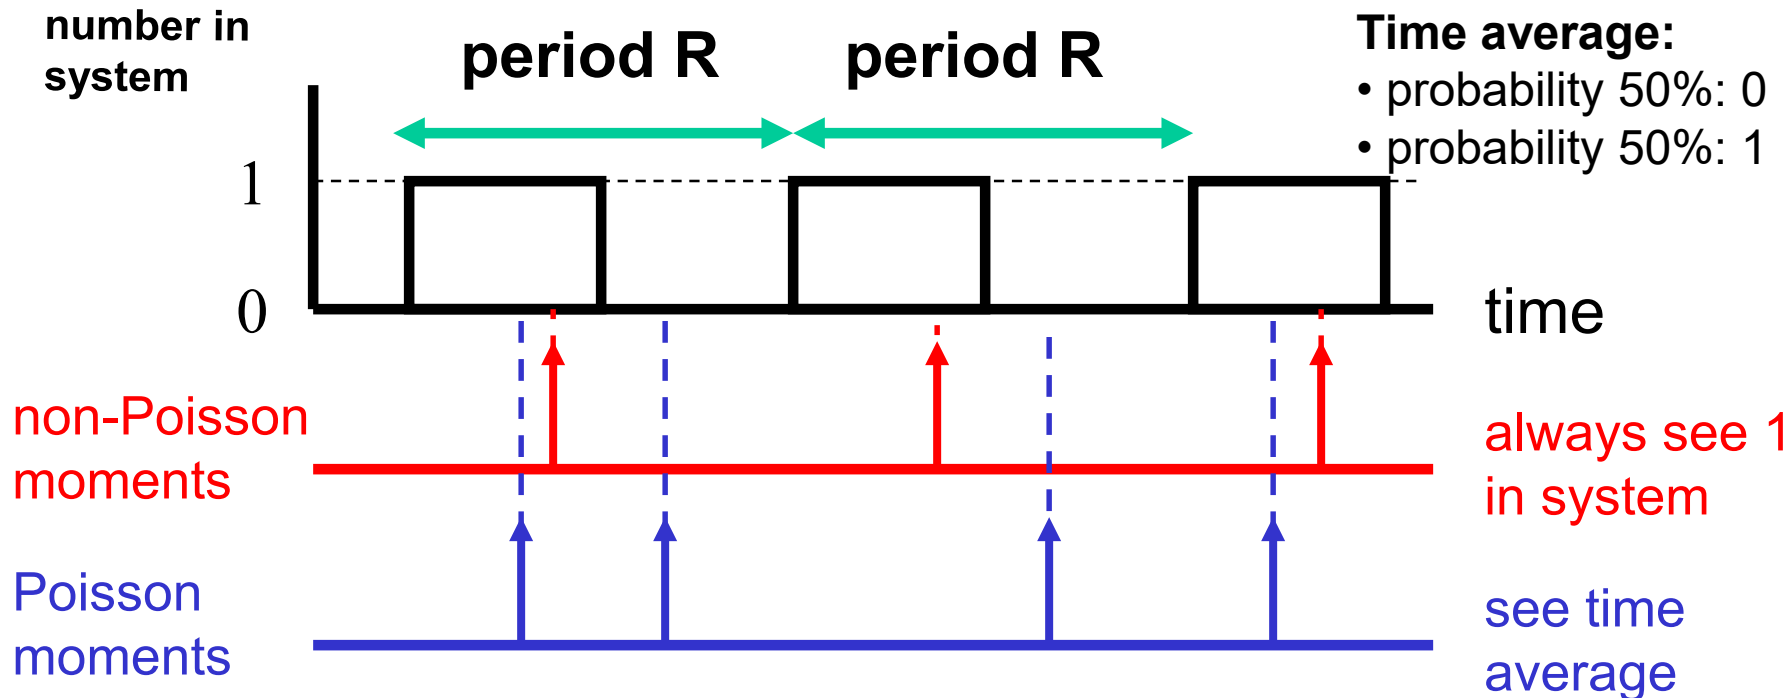 number in
system
period R
period R
Time average:
• probability 50%: 0
• probability 50%: 1
1
0
time
non-Poisson
moments
always see 1
in system
Poisson
moments
see time
average